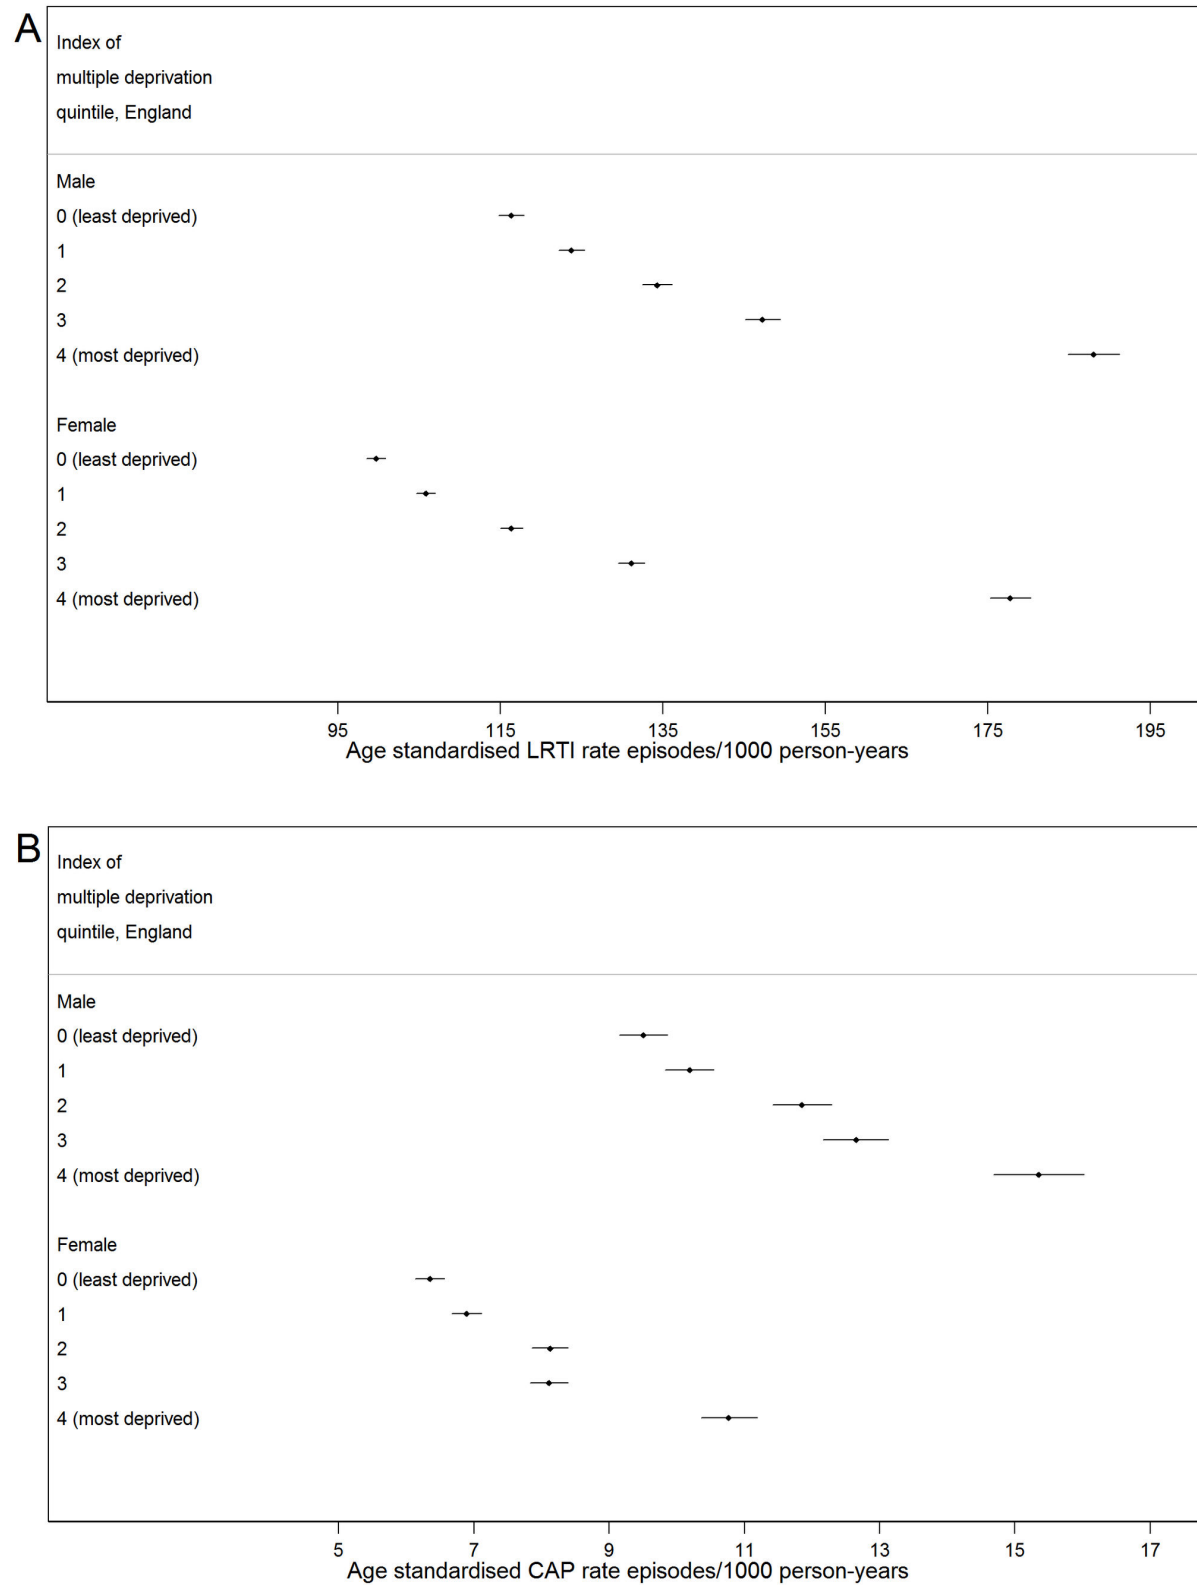 A
Index of
multiple deprivation
quintile, England
Male
0 (least deprived)
1
2
3
4 (most deprived)
Female
0 (least deprived)
1
2
3
4 (most deprived)
95 115 135 155 175 195
Age standardised LRTI rate episodes/1000 person-years
B
Index of
multiple deprivation
quintile, England
Male
0 (least deprived)
1
2
3
4 (most deprived)
Female
0 (least deprived)
1
2
3
4 (most deprived)
5 7 9 11 13 15 17
Age standardised CAP rate episodes/1000 person-years